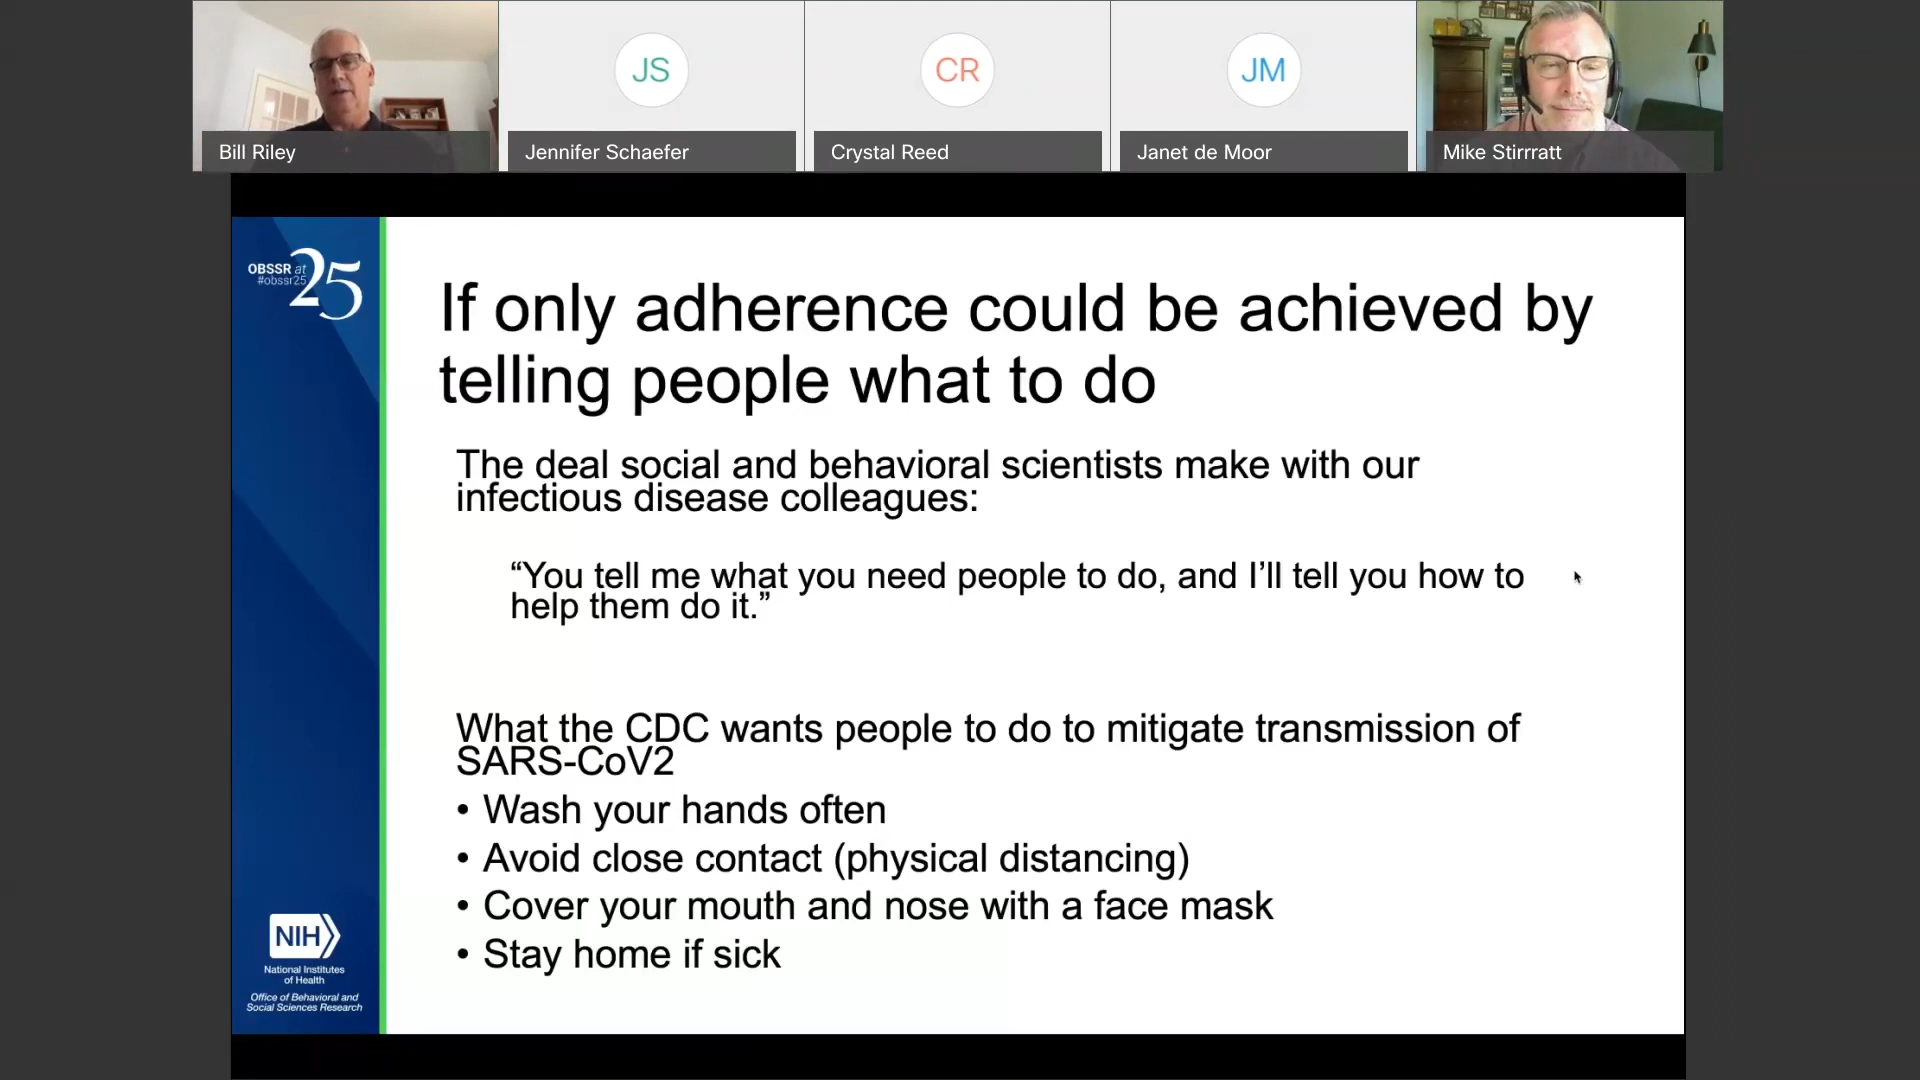 JS
CR
JM
Bill Riley
Jennifer Schaefer
Crystal Reed
Janet de Moor
Mike Stirrratt
OBSSR at
#obssr25
25
If only adherence could be achieved by
telling people what to do
The deal social and behavioral scientists make with our
infectious disease colleagues:
“You tell me what you need people to do, and I’ll tell you how to
help them do it.”
What the CDC wants people to do to mitigate transmission of
SARS-CoV2
• Wash your hands often
• Avoid close contact (physical distancing)
• Cover your mouth and nose with a face mask
• Stay home if sick
NIH
National Institutes
of Health
Office of Behavioral and
Social Sciences Research